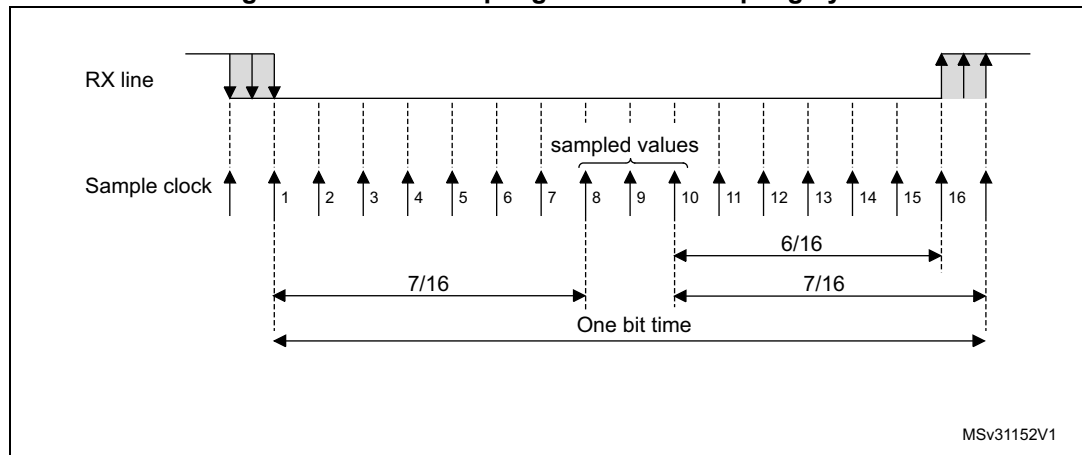 RX line
sampled values
Sample clock
1 2 3 4 5 6 7 8 9 10 11 12 13 14 15 16
6/16
7/16 7/16
One bit time
MSv31152V1